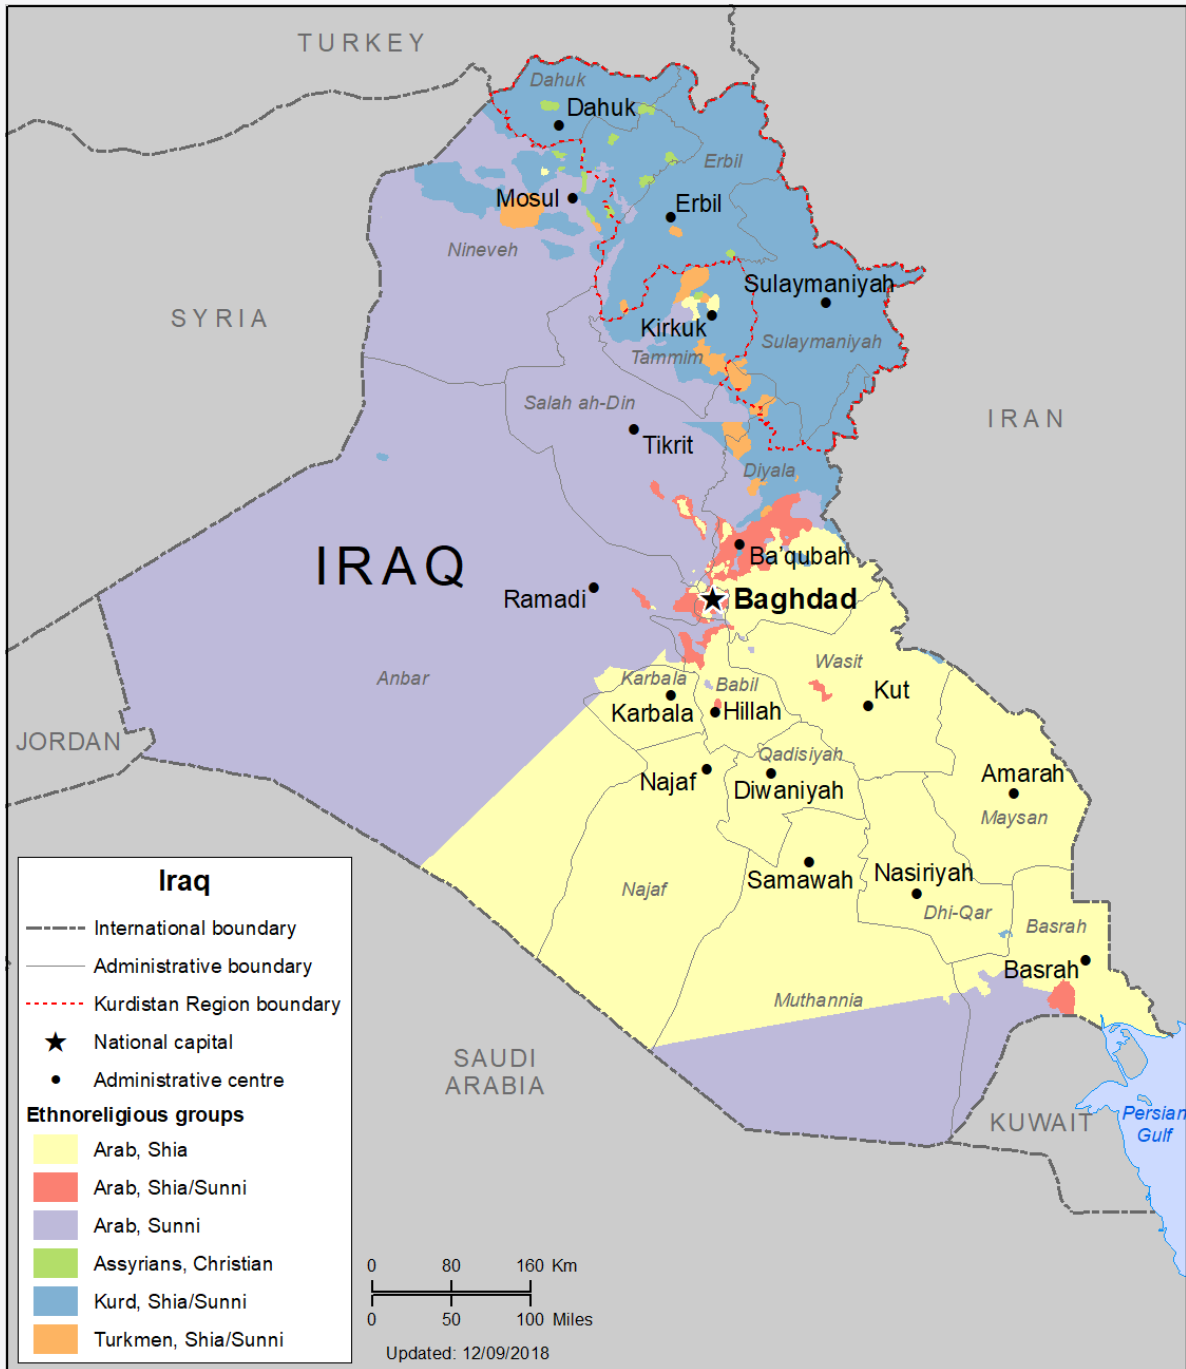 TURKEY
Dahuk
Dahuk
Erbil
Mosul
Erbil
Nineveh
SYRIA
Sulaymaniyah
Kirkuk
Sulaymaniyah
Tammim
Salah ah-Din
IRAN
Tikrit
Diyala
IRAQ
Ba'qubah
Ramadi
Baghdad
Anbar
Karbala
Babil
Wasit
Karbala
Hillah
Kut
JORDAN
Qadisiyah
Najaf
Diwaniyah
Amarah
Maysan
Samawah
Nasiriyah
Najaf
Dhi-Qar
Basrah
Basrah
Muthannia
SAUDI
ARABIA
KUWAIT
Persian
Gulf
Iraq
International boundary
Administrative boundary
Kurdistan Region boundary
National capital
Administrative centre
Ethnoreligious groups
Arab, Shia
Arab, Shia/Sunni
Arab, Sunni
Assyrians, Christian
Kurd, Shia/Sunni
Turkmen, Shia/Sunni
0 80 160 Km
0 50 100 Miles
Updated: 12/09/2018